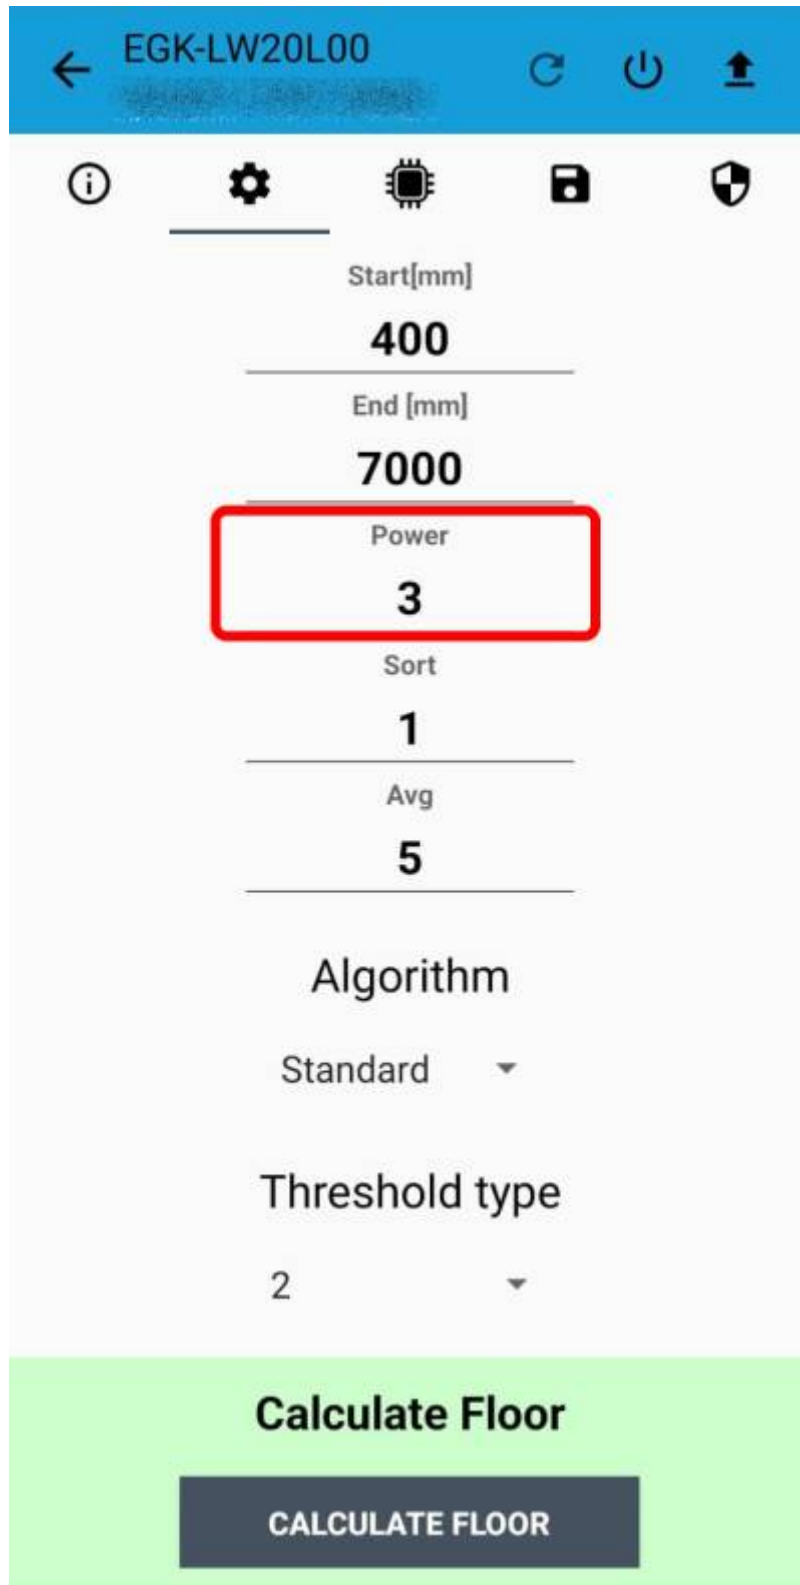 EGK-LW20L00
Start[mm]
400
End [mm]
7000
Power
3
Sort
1
Avg
5
Algorithm
Standard
Threshold type
2
Calculate Floor
CALCULATE FLOOR